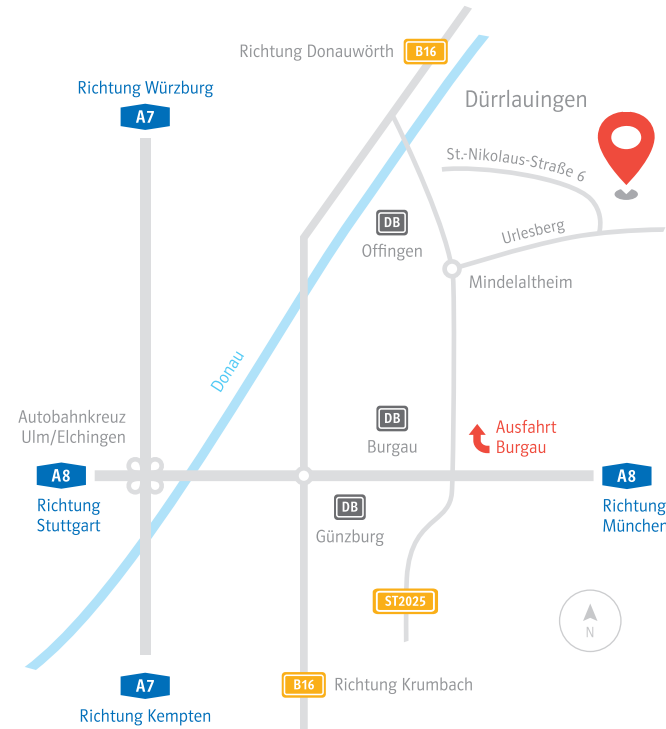 Richtung Donauwörth
B16
Richtung Würzburg
A7
Dürrlauingen
St.-Nikolaus-Straße 6
Urlesberg
DB
Offingen
Mindelaltheim
Donau
Autobahnkreuz
Ulm/Elchingen
DB
Burgau
Ausfahrt
Burgau
A8
Richtung
Stuttgart
A8
Richtung
München
DB
Günzburg
ST2025
N
A7
Richtung Kempten
B16
Richtung Krumbach